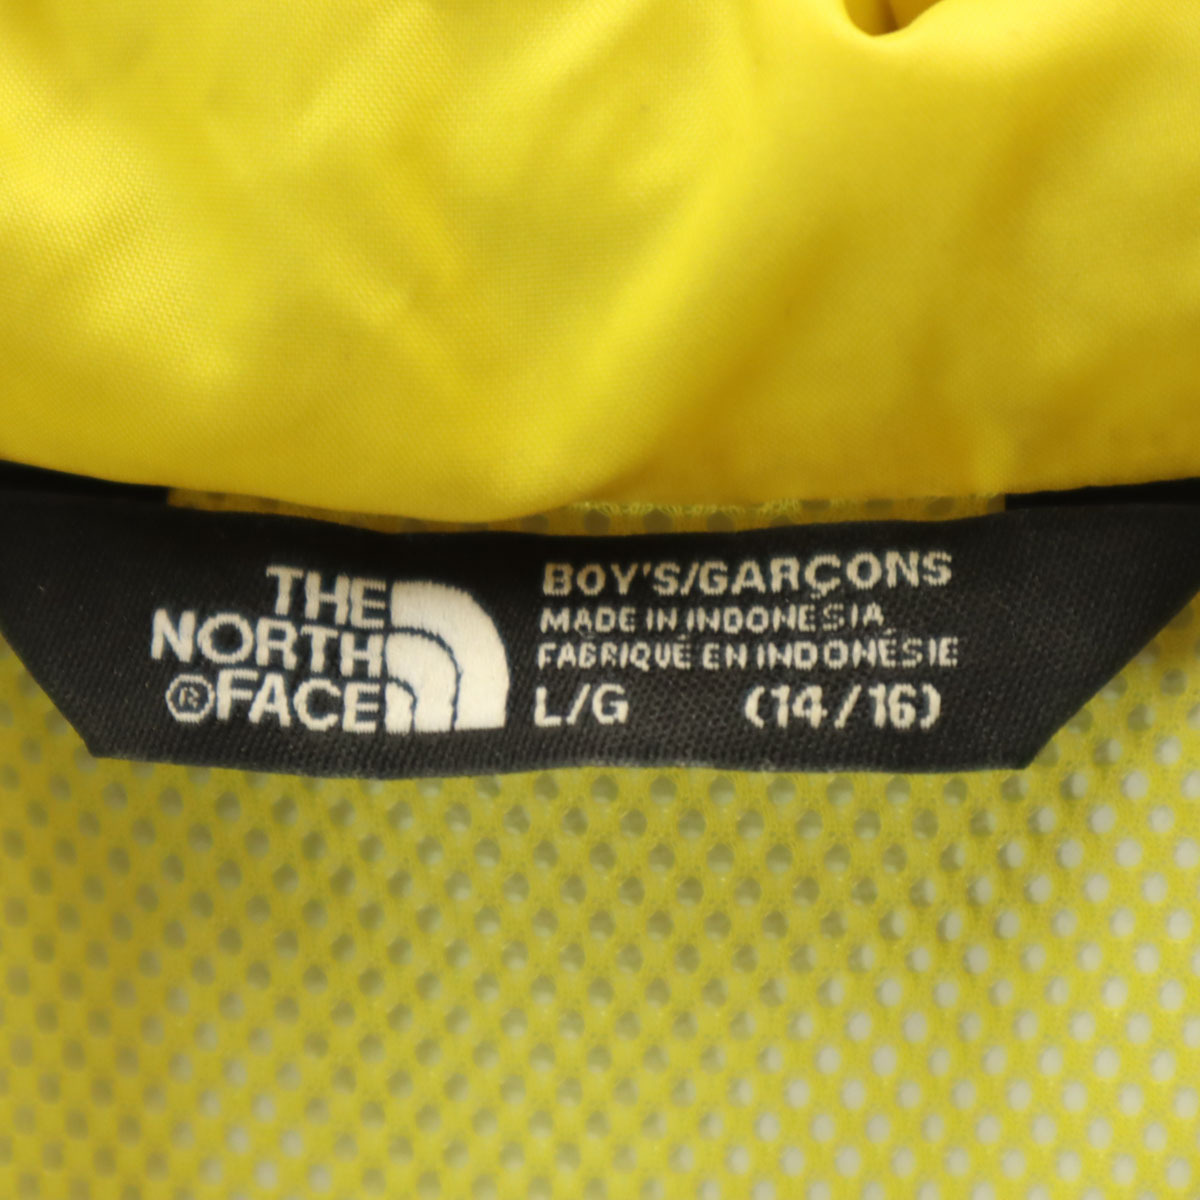 THE
NORTH
®FACE
BOY'S/GARÇONS
MADE IN INDONESIA
FABRIQUÉ EN INDONÉSIE
L/G (14/16)